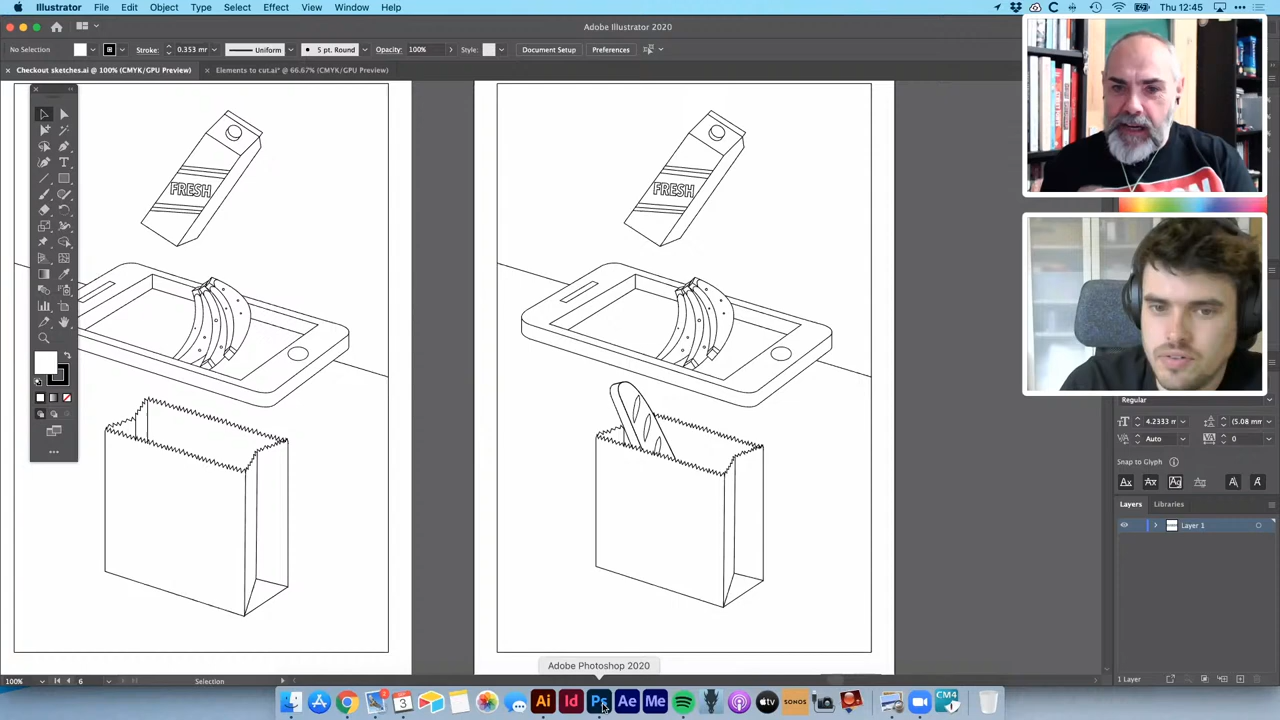 Illustrator File Edit Object Type Select Effect View Window Help
Thu 12:45
Adobe Illustrator 2020
No Selection
Stroke:
0.353 mm
Uniform
5 pt. Round
Opacity:
100%
Style:
Document Setup
Preferences
Checkout sketches.ai @ 100% (CMYK/GPU Preview)
Elements to cut.ai* @ 66.67% (CMYK/GPU Preview)
FRESH
FRESH
Regular
4.2333 m
(5.08 mm
Auto
0
Snap to Glyph
Layers
Libraries
Layer 1
Adobe Photoshop 2020
100%
6
Selection
1 Layer
Ai
Id
Ps
Ae
Me
tv
SONOS
CM4